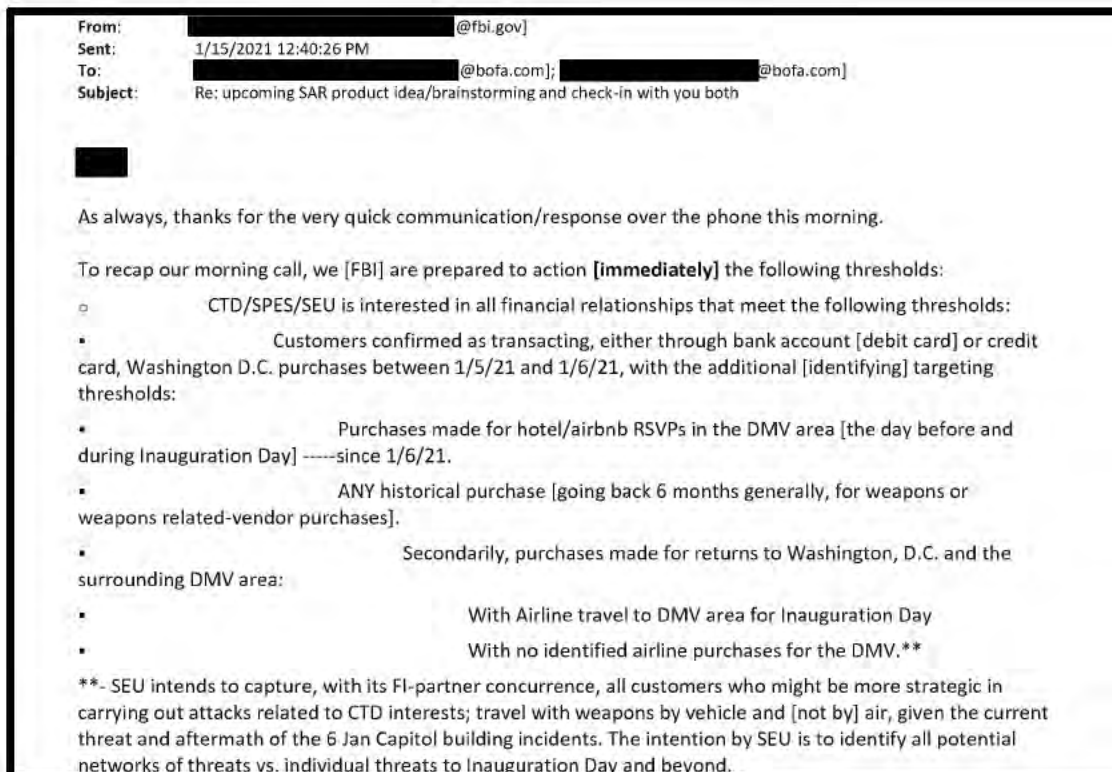 From: @fbi.gov]
Sent: 1/15/2021 12:40:26 PM
To: @bofa.com]; @bofa.com]
Subject: Re: upcoming SAR product idea/brainstorming and check-in with you both
As always, thanks for the very quick communication/response over the phone this morning.
To recap our morning call, we [FBI] are prepared to action [immediately] the following thresholds:
○ CTD/SPES/SEU is interested in all financial relationships that meet the following thresholds:
▪ Customers confirmed as transacting, either through bank account [debit card] or credit
card, Washington D.C. purchases between 1/5/21 and 1/6/21, with the additional [identifying] targeting
thresholds:
▪ Purchases made for hotel/airbnb RSVPs in the DMV area [the day before and
during Inauguration Day] -----since 1/6/21.
▪ ANY historical purchase [going back 6 months generally, for weapons or
weapons related-vendor purchases].
▪ Secondarily, purchases made for returns to Washington, D.C. and the
surrounding DMV area:
▪ With Airline travel to DMV area for Inauguration Day
▪ With no identified airline purchases for the DMV.**
**- SEU intends to capture, with its FI-partner concurrence, all customers who might be more strategic in
carrying out attacks related to CTD interests; travel with weapons by vehicle and [not by] air, given the current
threat and aftermath of the 6 Jan Capitol building incidents. The intention by SEU is to identify all potential
networks of threats vs. individual threats to Inauguration Day and beyond.